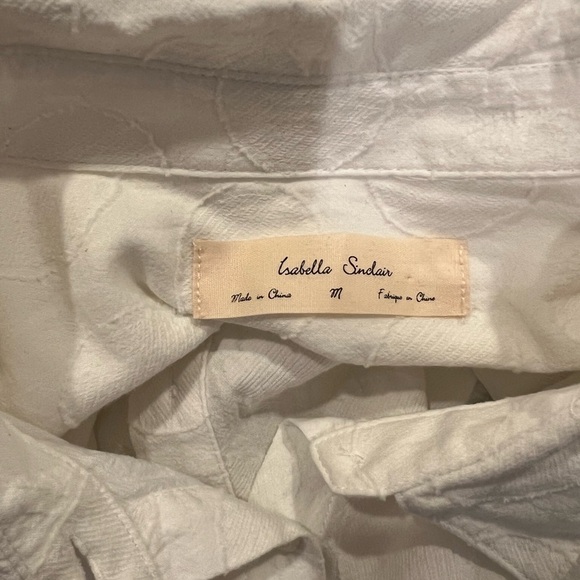 Isabella Sinclair
Made in China M Fabriqué en Chine